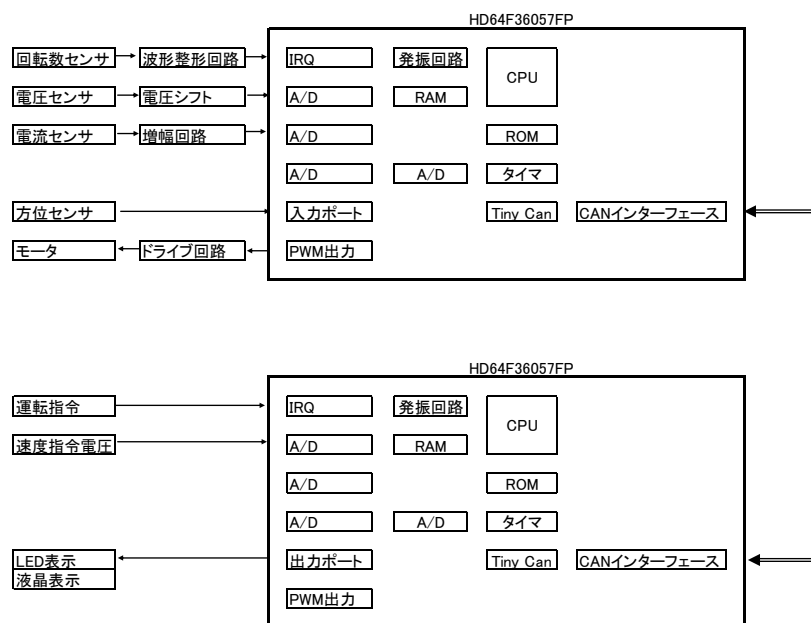 HD64F36057FP
回転数センサ 波形整形回路 IRQ 発振回路
CPU
電圧センサ 電圧シフト A/D RAM
電流センサ 増幅回路 A/D ROM
A/D A/D タイマ
方位センサ 入力ポート Tiny Can CANインターフェース
モータ ドライブ回路 PWM出力
HD64F36057FP
運転指令 IRQ 発振回路
CPU
速度指令電圧 A/D RAM
A/D ROM
A/D A/D タイマ
LED表示 出力ポート Tiny Can CANインターフェース
液晶表示
PWM出力